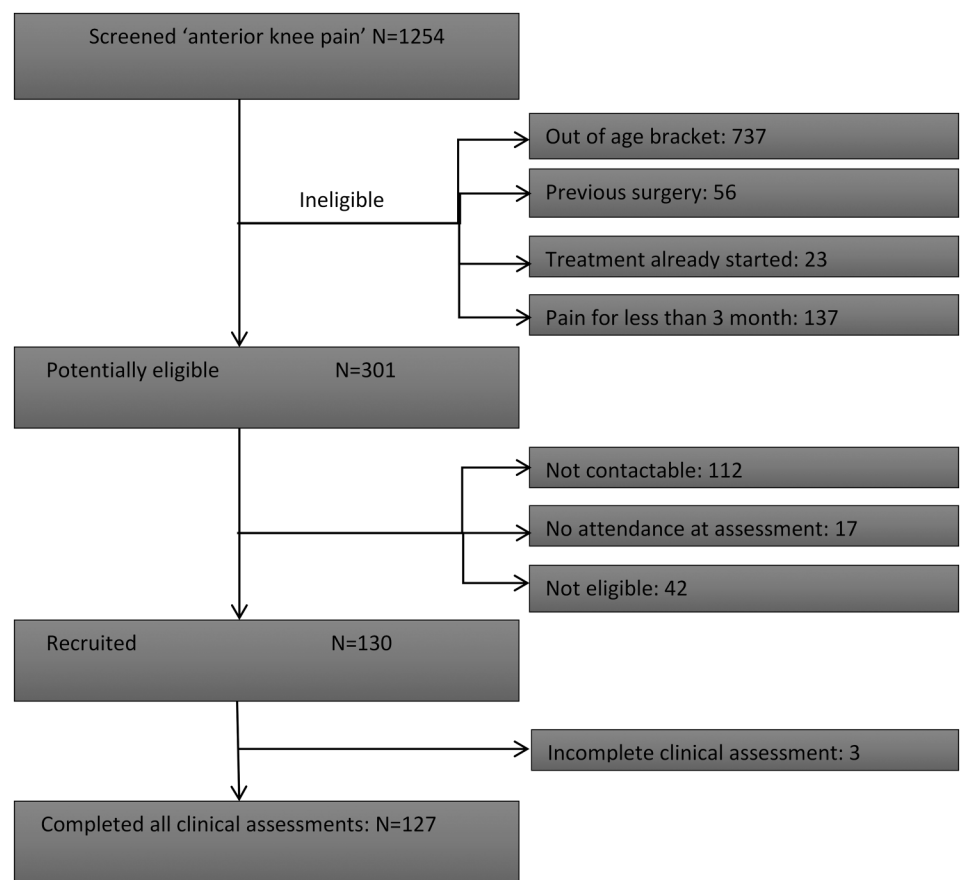 Screened ‘anterior knee pain’ N=1254
Out of age bracket: 737
Previous surgery: 56
Ineligible
Treatment already started: 23
Pain for less than 3 month: 137
Potentially eligible N=301
Not contactable: 112
No attendance at assessment: 17
Not eligible: 42
Recruited N=130
Incomplete clinical assessment: 3
Completed all clinical assessments: N=127